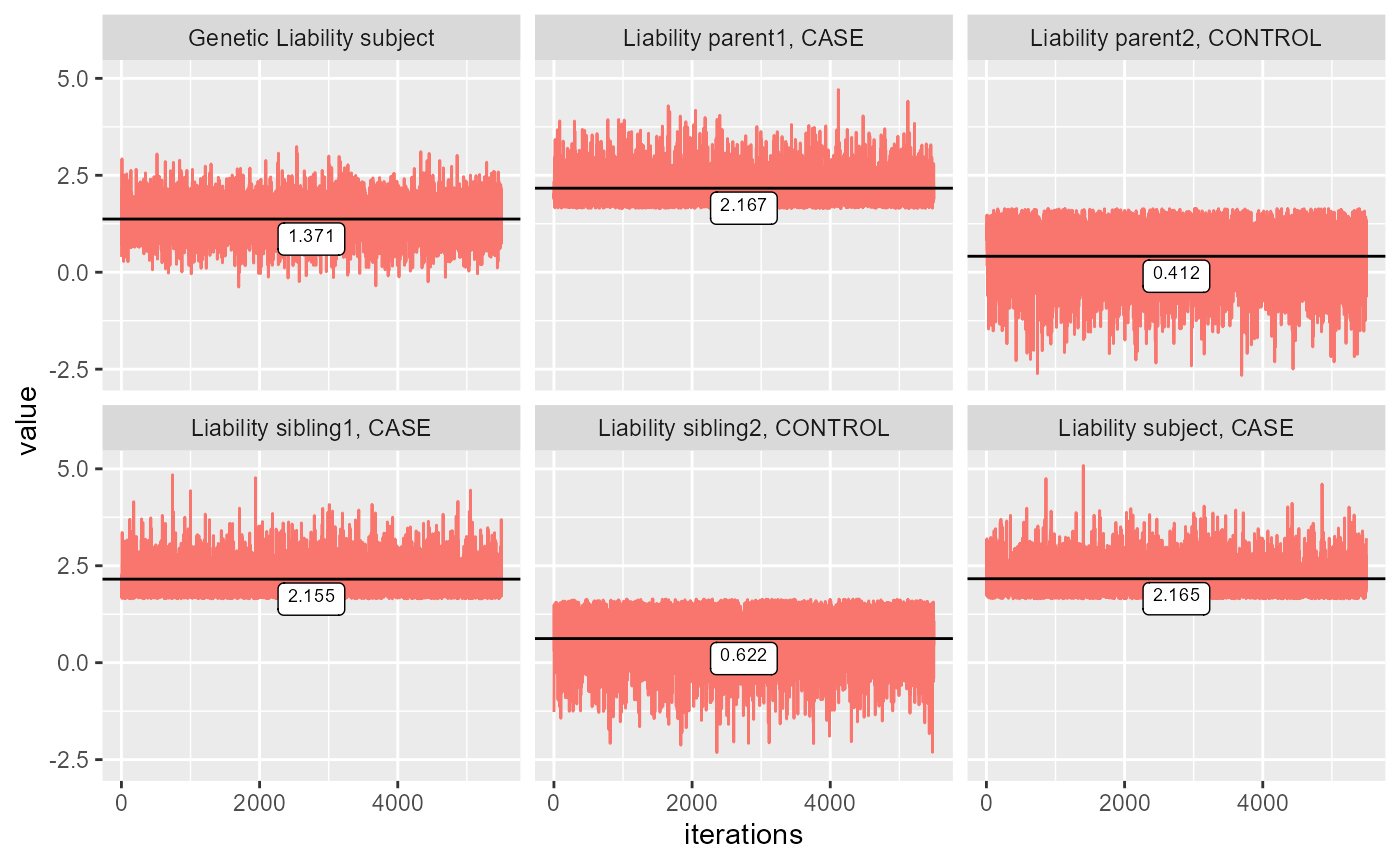 Genetic Liability subject
Liability parent1, CASE
Liability parent2, CONTROL
5.0
2.5
0.0
-2.5
1.371
2.167
0.412
value
Liability sibling1, CASE
Liability sibling2, CONTROL
Liability subject, CASE
5.0
2.5
0.0
-2.5
2.155
0.622
2.165
0
2000
4000
0
2000
4000
0
2000
4000
iterations